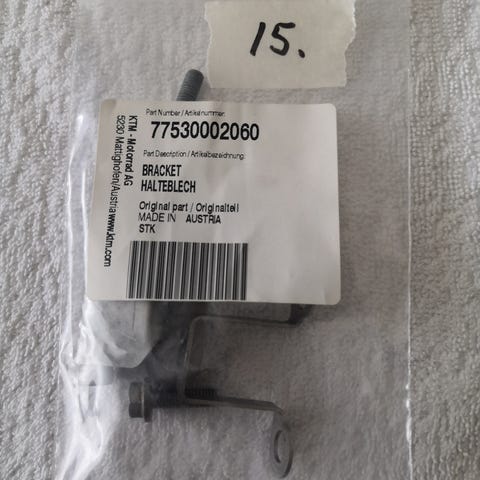 15.
Part Number / Artikelnummer:
77530002060
Part Description / Artikelbezeichnung:
BRACKET
HALTEBLECH
Original part / Originalteil
MADE IN AUSTRIA
STK
KTM - Motorrad AG
5230 Mattighofen/Austria www.ktm.com